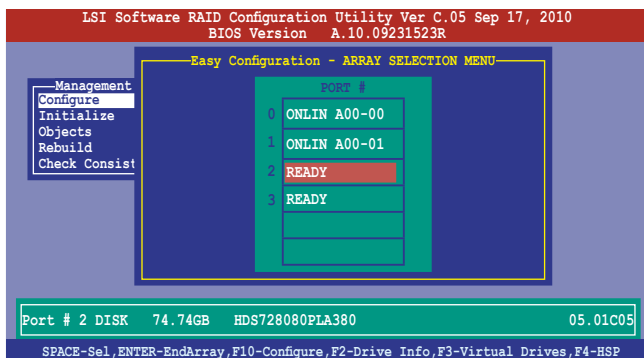 LSI Software RAID Configuration Utility Ver C.05 Sep 17, 2010
BIOS Version A.10.09231523R
Easy Configuration - ARRAY SELECTION MENU
Management
Configure
Initialize
Objects
Rebuild
Check Consist
PORT #
0 ONLIN A00-00
1 ONLIN A00-01
2 READY
3 READY
Port # 2 DISK 74.74GB HDS728080PLA380 05.01C05
SPACE-Sel,ENTER-EndArray,F10-Configure,F2-Drive Info,F3-Virtual Drives,F4-HSP